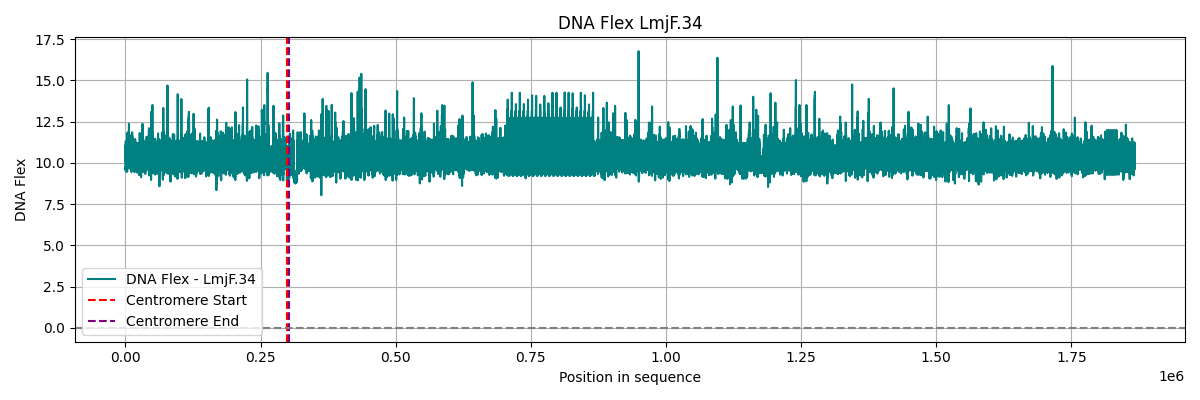 DNA Flex LmjF.34
17.5
15.0
12.5
10.0
7.5
5.0
2.5
0.0
DNA Flex
DNA Flex - LmjF.34
Centromere Start
Centromere End
0.00 0.25 0.50 0.75 1.00 1.25 1.50 1.75
Position in sequence
1e6